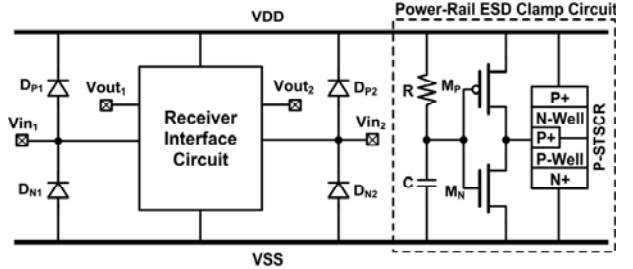 Power-Rail ESD Clamp Circuit
VDD
DP1
Vout1
Vout2
DP2
R
MP
P+
N-Well
P+
P-Well
N+
P-STSCR
Vin1
Receiver
Interface
Circuit
Vin2
DN1
DN2
C
MN
VSS